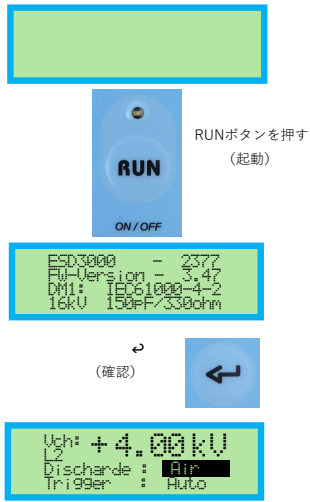 RUNボタンを押す
（起動）
RUN
ON / OFF
ESD3000 - 2377
FW-Version - 3.47
DM1: IEC61000-4-2
16kV 150pF/330ohm
（確認）
Vch: +4.00kV
L2
Discharge : Air
Trigger : Auto